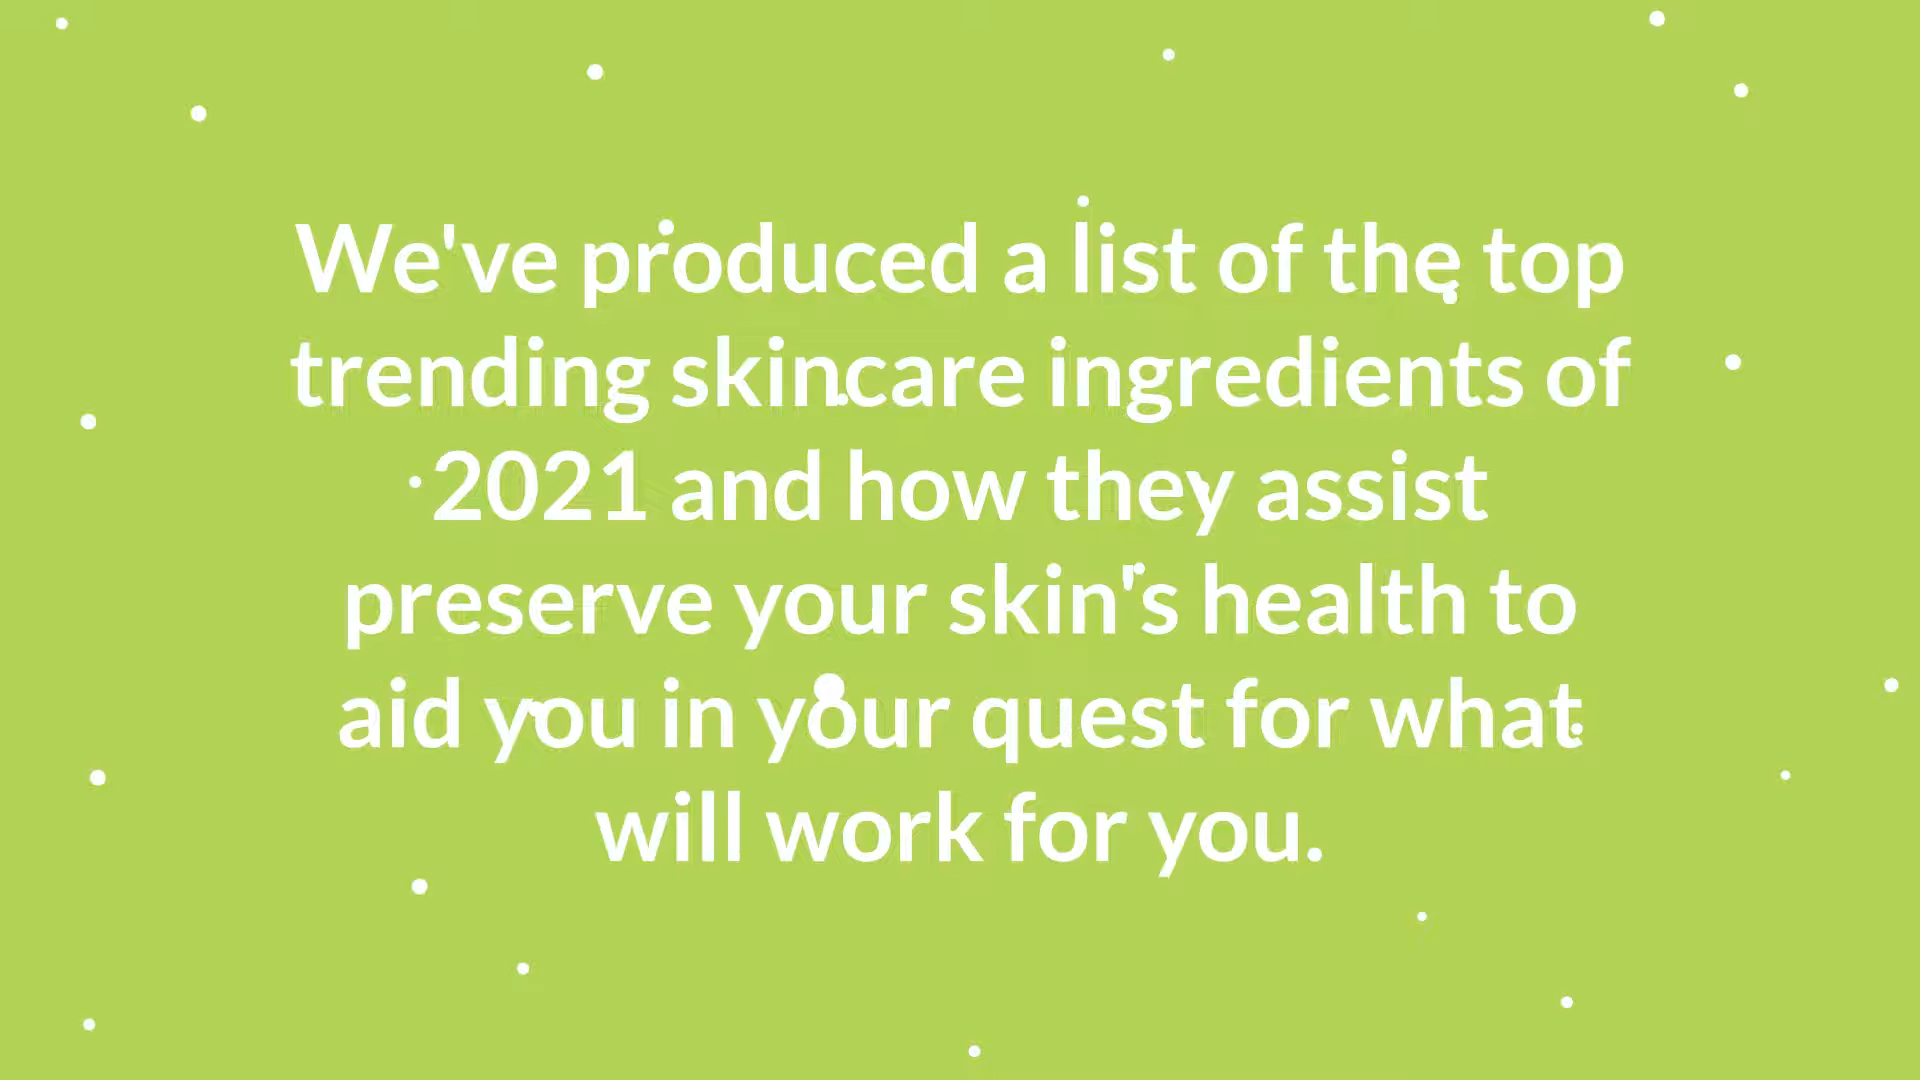 We've produced a list of the top
trending skincare ingredients of
2021 and how they assist
preserve your skin's health to
aid you in your quest for what
will work for you.